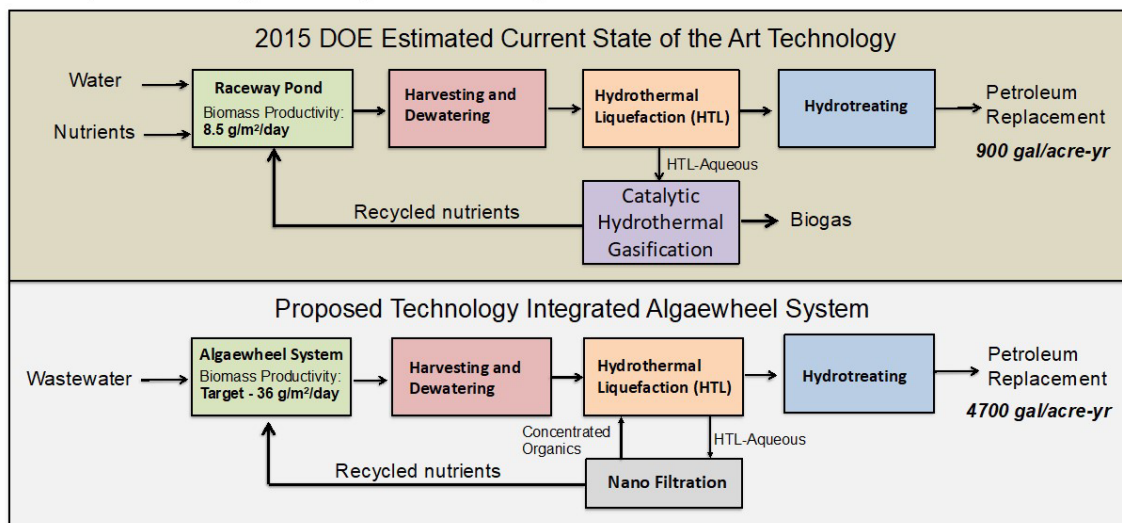 2015 DOE Estimated Current State of the Art Technology
Water
Nutrients
Raceway Pond
Biomass Productivity:
8.5 g/m²/day
Harvesting and
Dewatering
Hydrothermal
Liquefaction (HTL)
Hydrotreating
Petroleum
Replacement
900 gal/acre-yr
HTL-Aqueous
Recycled nutrients
Catalytic
Hydrothermal
Gasification
Biogas
Proposed Technology Integrated Algaewheel System
Wastewater
Algaewheel System
Biomass Productivity:
Target - 36 g/m²/day
Harvesting and
Dewatering
Hydrothermal
Liquefaction (HTL)
Hydrotreating
Petroleum
Replacement
4700 gal/acre-yr
Concentrated
Organics
HTL-Aqueous
Recycled nutrients
Nano Filtration